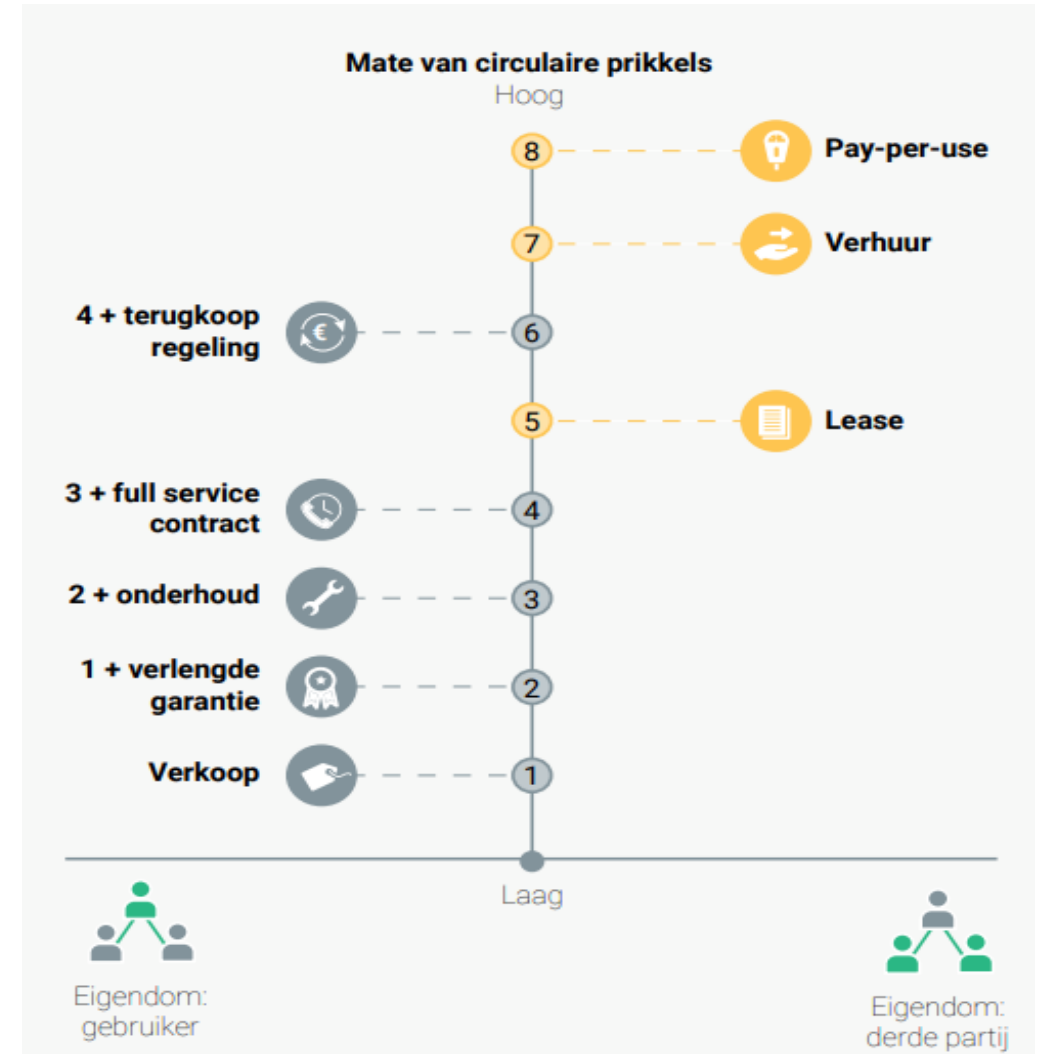 Mate van circulaire prikkels
Hoog
8
Pay-per-use
7
Verhuur
4 + terugkoop
regeling
€
6
5
Lease
3 + full service
contract
4
2 + onderhoud
3
1 + verlengde
garantie
2
Verkoop
1
Laag
Eigendom:
gebruiker
Eigendom:
derde partij